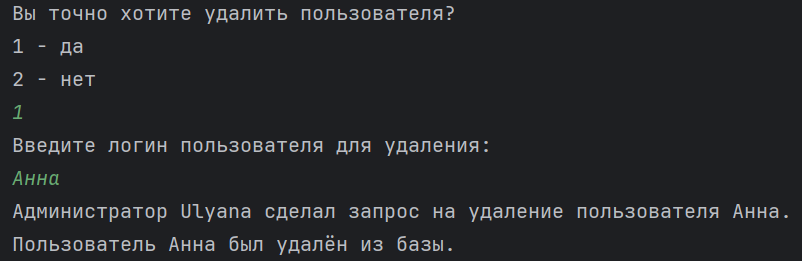 Вы точно хотите удалить пользователя?
1 - да
2 - нет
1
Введите логин пользователя для удаления:
Анна
Администратор Ulyana сделал запрос на удаление пользователя Анна.
Пользователь Анна был удалён из базы.